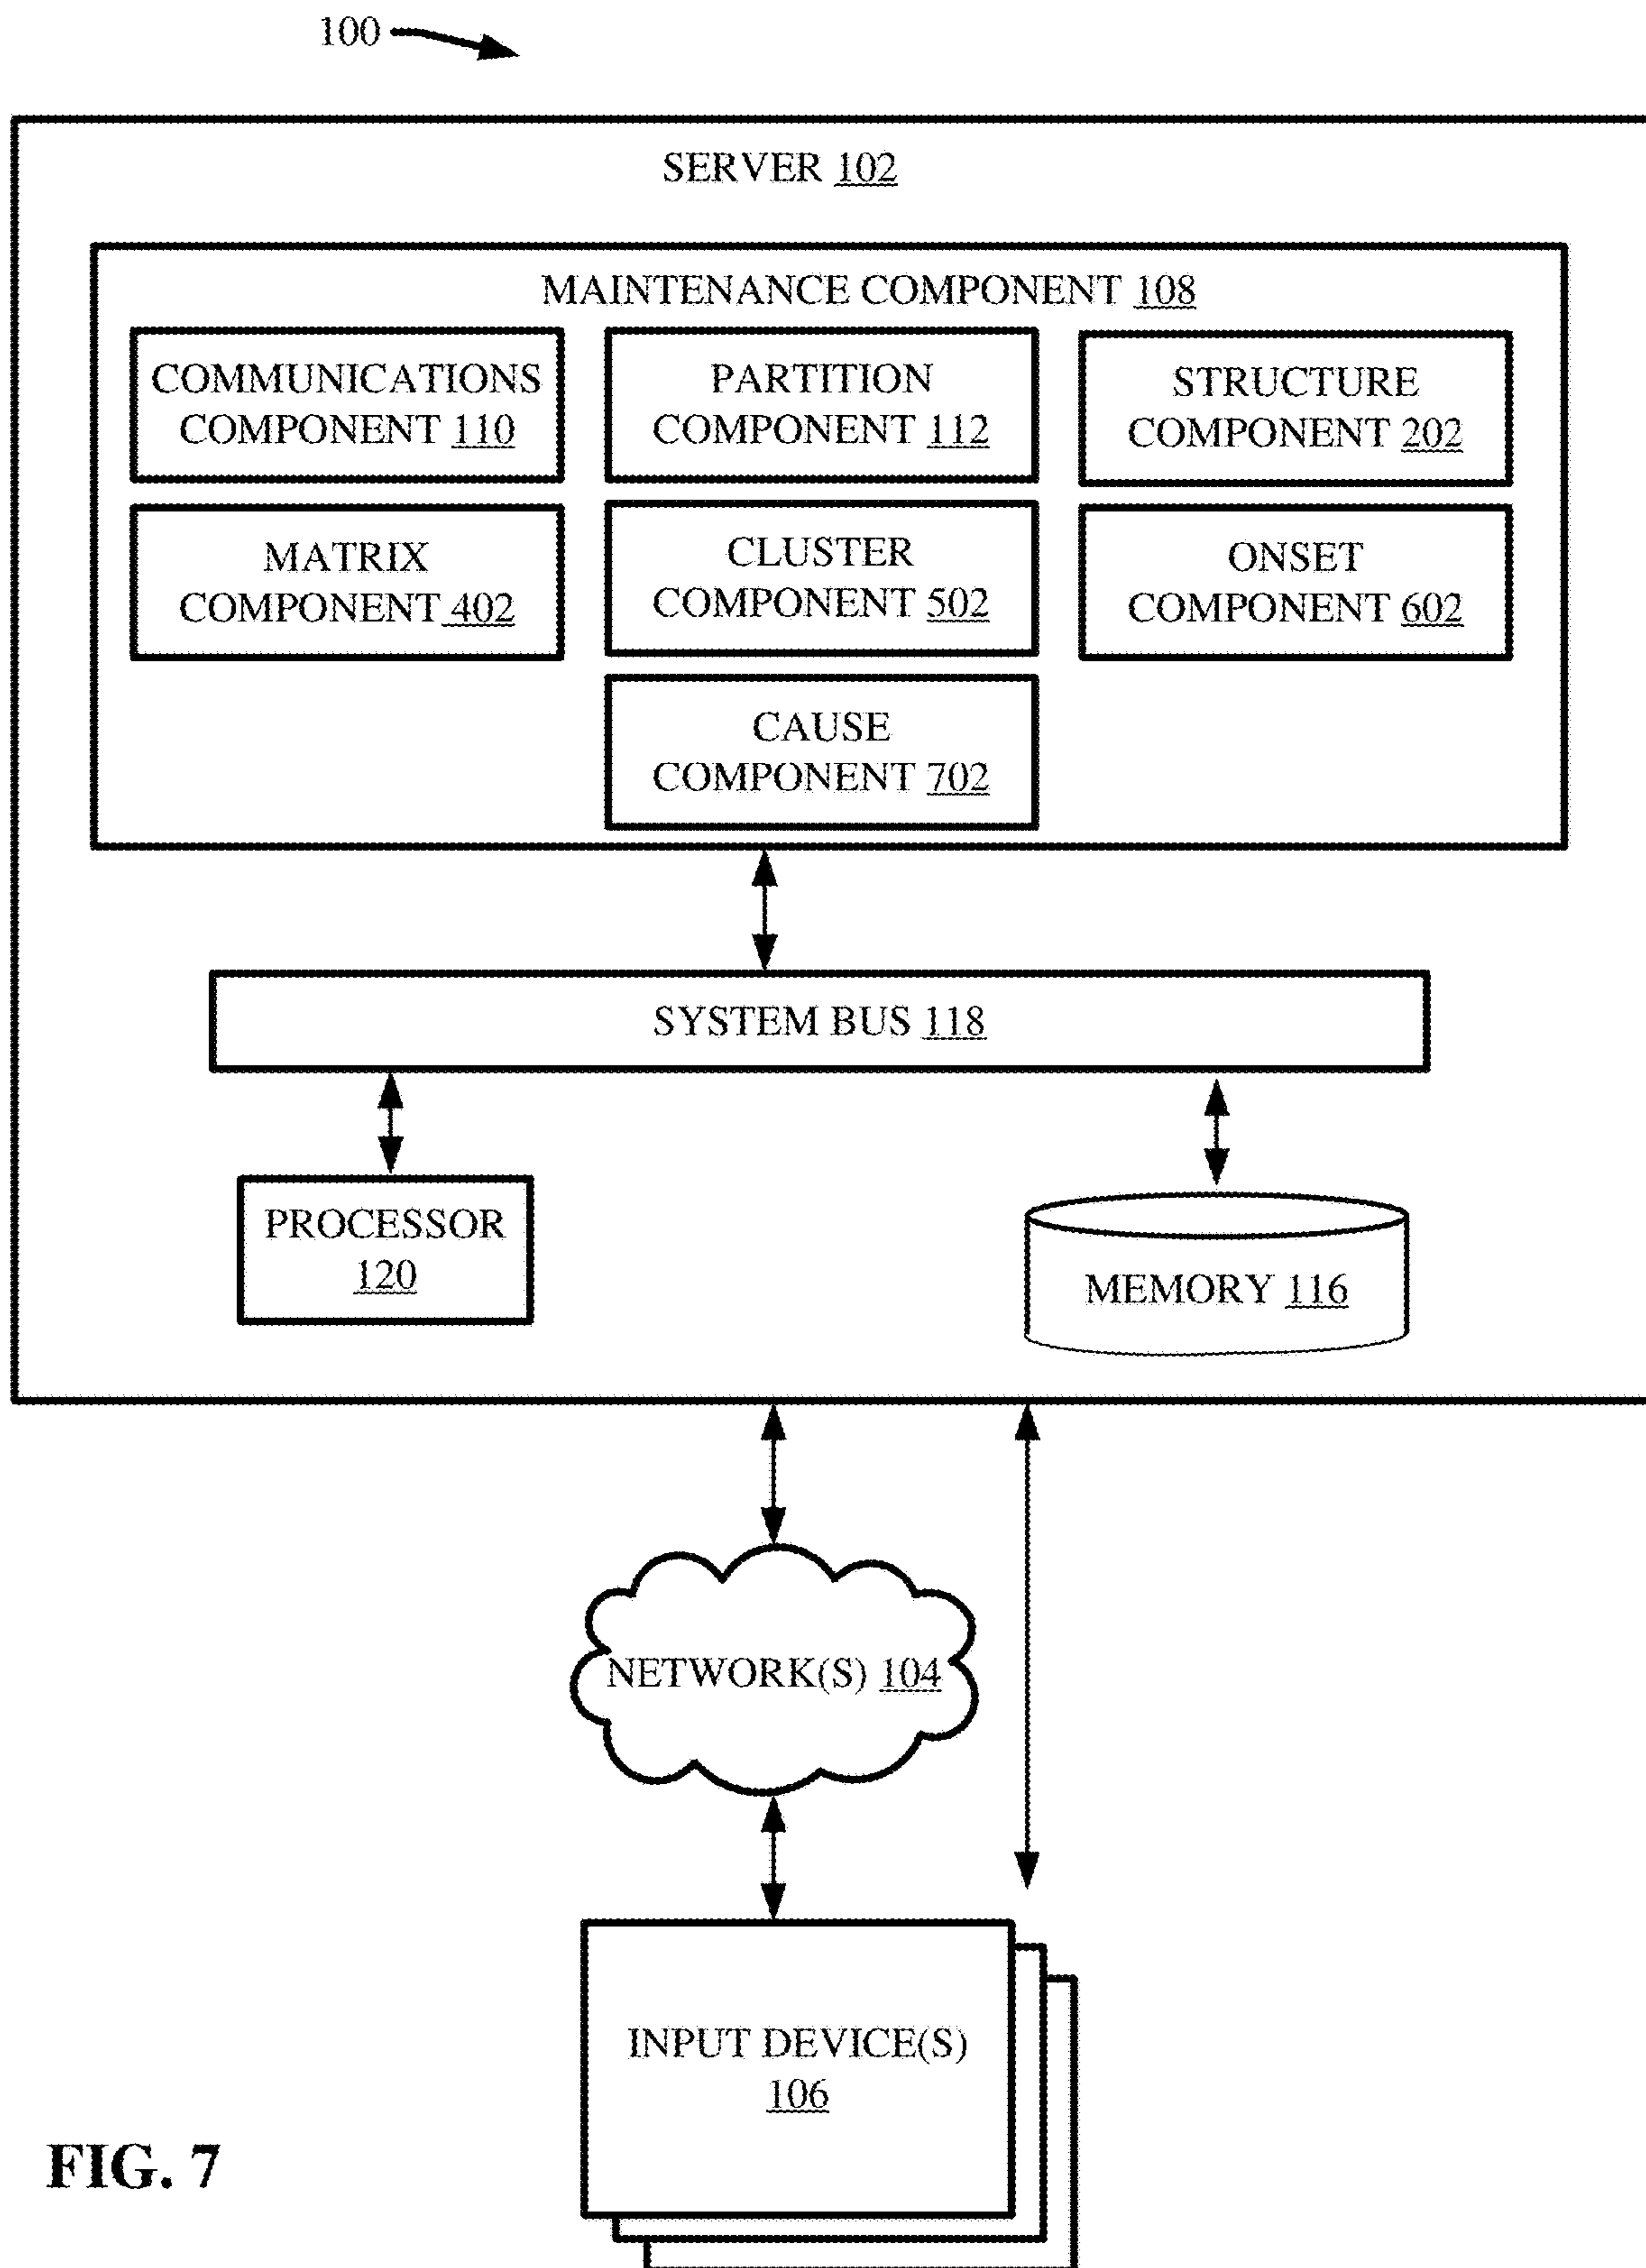 100
SERVER 102
MAINTENANCE COMPONENT 108
COMMUNICATIONS
COMPONENT 110
PARTITION
COMPONENT 112
STRUCTURE
COMPONENT 202
MATRIX
COMPONENT 402
CLUSTER
COMPONENT 502
ONSET
COMPONENT 602
CAUSE
COMPONENT 702
SYSTEM BUS 118
PROCESSOR
120
MEMORY 116
NETWORK(S) 104
INPUT DEVICE(S)
106
FIG. 7